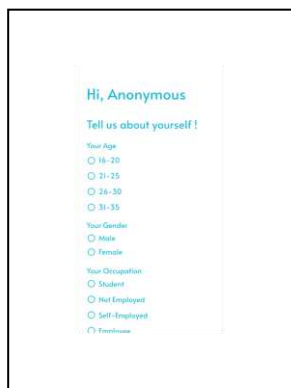 Hi, Anonymous
Tell us about yourself !
Your Age
16-20
21-25
26-30
31-35
Your Gender
Male
Female
Your Occupation
Student
Not Employed
Self-Employed
Employee